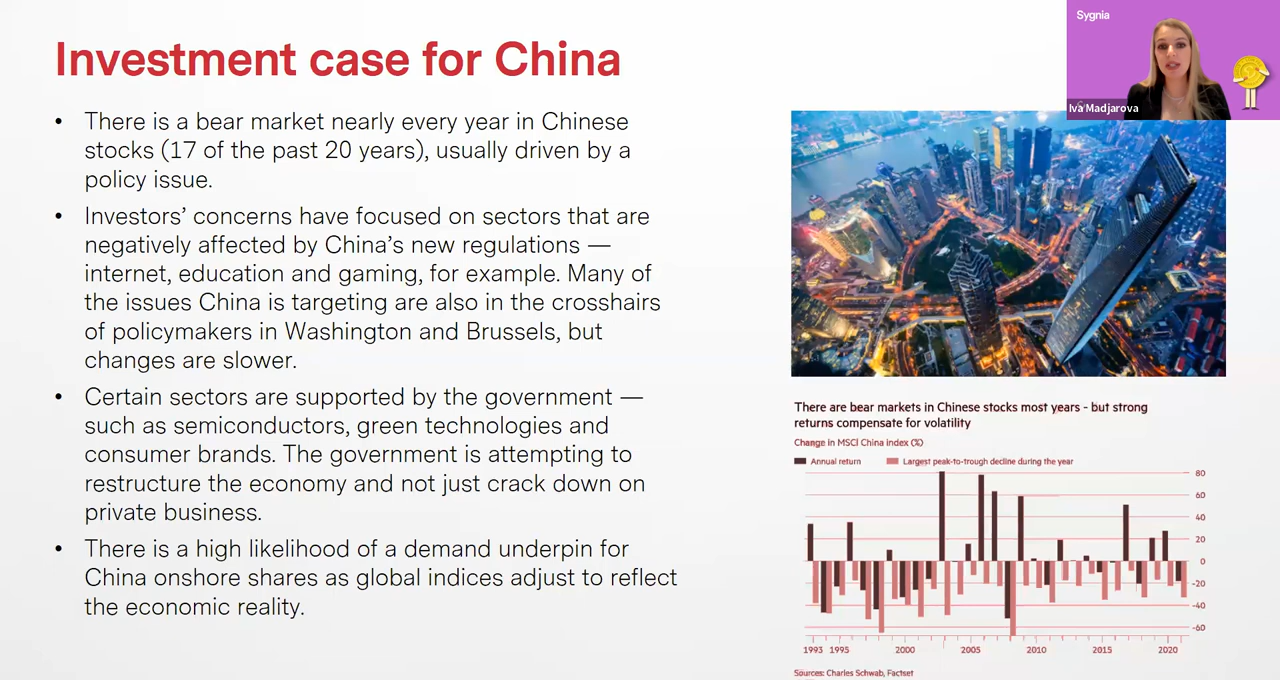 Investment case for China
• There is a bear market nearly every year in Chinese
stocks (17 of the past 20 years), usually driven by a
policy issue.
• Investors’ concerns have focused on sectors that are
negatively affected by China’s new regulations —
internet, education and gaming, for example. Many of
the issues China is targeting are also in the crosshairs
of policymakers in Washington and Brussels, but
changes are slower.
• Certain sectors are supported by the government —
such as semiconductors, green technologies and
consumer brands. The government is attempting to
restructure the economy and not just crack down on
private business.
• There is a high likelihood of a demand underpin for
China onshore shares as global indices adjust to reflect
the economic reality.
Sygnia
Iva Madjarova
There are bear markets in Chinese stocks most years - but strong
returns compensate for volatility
Change in MSCI China index (%)
Annual return Largest peak-to-trough decline during the year
80
60
40
20
0
-20
-40
-60
1993 1995 2000 2005 2010 2015 2020
Sources: Charles Schwab, Factset